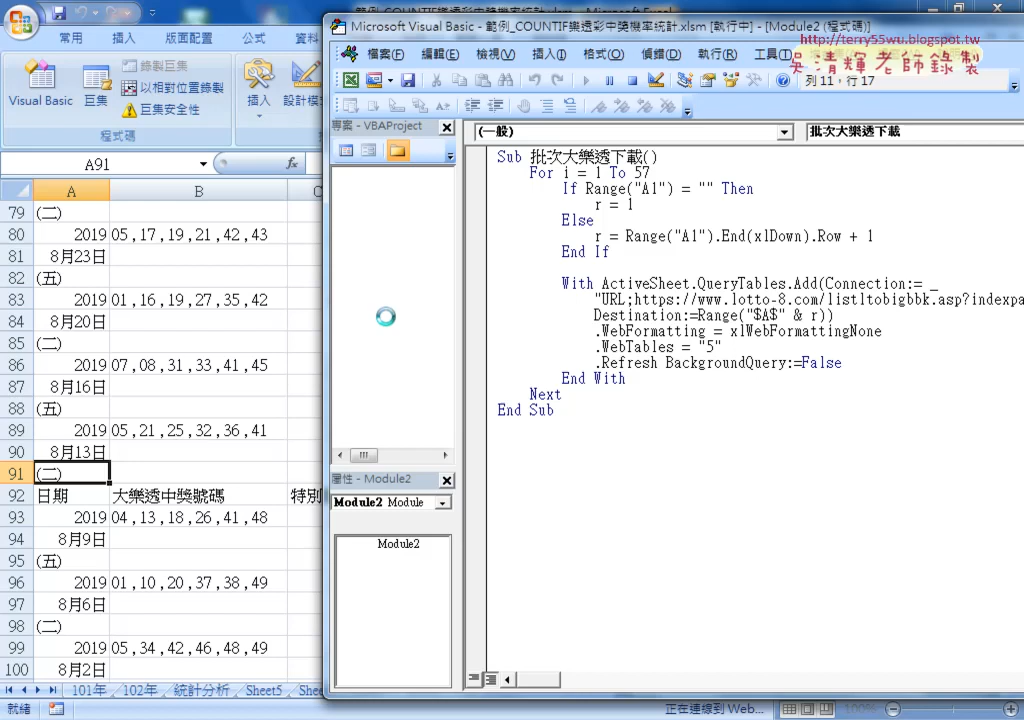 範例_COUNTIF樂透彩中獎機率統計.xlsm
常用 插入 版面配置 公式 資料
錄製巨集
以相對位置錄製
巨集安全性
Visual Basic 巨集 插入 設計模
程式碼
A91 fx
A B C
79 (二)
80 2019 05,17,19,21,42,43
81 8月23日
82 (五)
83 2019 01,16,19,27,35,42
84 8月20日
85 (二)
86 2019 07,08,31,33,41,45
87 8月16日
88 (五)
89 2019 05,21,25,32,36,41
90 8月13日
91 (二)
92 日期 大樂透中獎號碼 特別
93 2019 04,13,18,26,41,48
94 8月9日
95 (五)
96 2019 01,10,20,37,38,49
97 8月6日
98 (二)
99 2019 05,34,42,46,48,49
100 8月2日
101年 102年 統計分析 Sheet5 Shee
就緒 正在連線到 Web... 100%
Microsoft Visual Basic - 範例_COUNTIF樂透彩中獎機率統計.xlsm [執行中] - [Module2 (程式碼)]
http://terry55wu.blogspot.tw
吳清輝老師錄製
檔案(F) 編輯(E) 檢視(V) 插入(I) 格式(O) 偵錯(D) 執行(R) 工具(T)
列 11, 行 17
專案 - VBAProject
屬性 - Module2
Module2 Module
Module2
(一般) 批次大樂透下載
Sub 批次大樂透下載()
For i = 1 To 57
If Range("A1") = "" Then
r = 1
Else
r = Range("A1").End(xlDown).Row + 1
End If
With ActiveSheet.QueryTables.Add(Connection:= _
"URL;https://www.lotto-8.com/listltobigbbk.asp?indexpa
Destination:=Range("$A$" & r))
.WebFormatting = xlWebFormattingNone
.WebTables = "5"
.Refresh BackgroundQuery:=False
End With
Next
End Sub